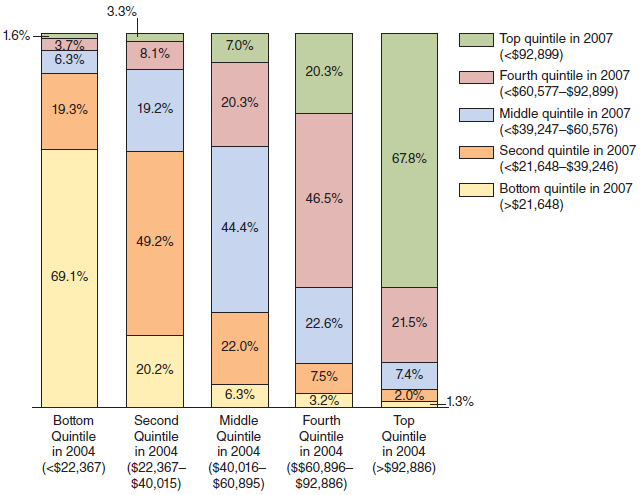 3.3%
1.6%
3.7%
6.3%
19.3%
69.1%
8.1%
19.2%
49.2%
20.2%
7.0%
20.3%
44.4%
22.0%
6.3%
20.3%
46.5%
22.6%
7.5%
3.2%
67.8%
21.5%
7.4%
2.0%
1.3%
Bottom
Quintile
in 2004
(<$22,367)
Second
Quintile
in 2004
($22,367–
$40,015)
Middle
Quintile
in 2004
($40,016–
$60,895)
Fourth
Quintile
in 2004
($$60,896–
$92,886)
Top
Quintile
in 2004
(>$92,886)
Top quintile in 2007
(<$92,899)
Fourth quintile in 2007
(<$60,577–$92,899)
Middle quintile in 2007
(<$39,247–$60,576)
Second quintile in 2007
(<$21,648–$39,246)
Bottom quintile in 2007
(>$21,648)